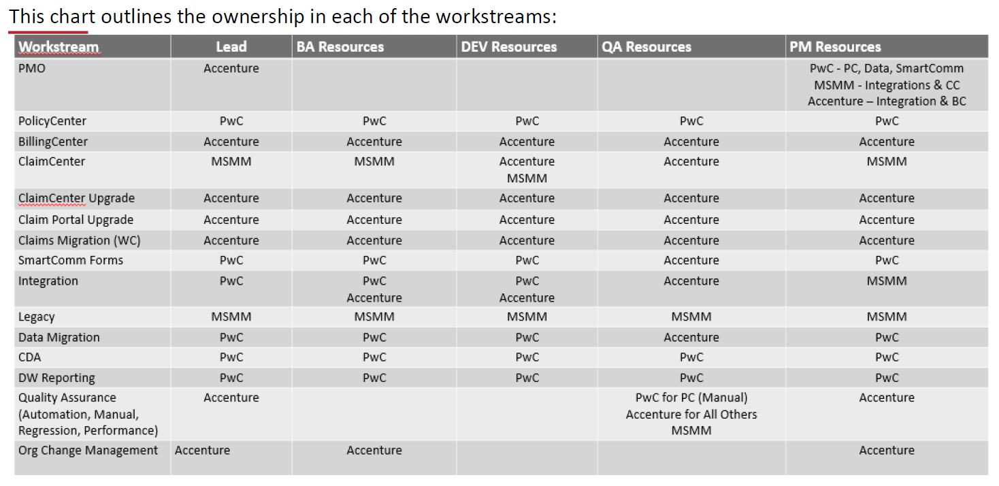 This chart outlines the ownership in each of the workstreams:
Workstream Lead BA Resources DEV Resources QA Resources PM Resources
PMO Accenture PwC - PC, Data, SmartComm
MSMM - Integrations & CC
Accenture – Integration & BC
PolicyCenter PwC PwC PwC PwC PwC
BillingCenter Accenture Accenture Accenture Accenture Accenture
ClaimCenter MSMM MSMM Accenture Accenture MSMM
MSMM
ClaimCenter Upgrade Accenture Accenture Accenture Accenture Accenture
Claim Portal Upgrade Accenture Accenture Accenture Accenture Accenture
Claims Migration (WC) Accenture Accenture Accenture Accenture Accenture
SmartComm Forms PwC PwC PwC Accenture PwC
Integration PwC PwC PwC Accenture MSMM
Accenture Accenture
Legacy MSMM MSMM MSMM MSMM MSMM
Data Migration PwC PwC PwC Accenture PwC
CDA PwC PwC PwC PwC PwC
DW Reporting PwC PwC PwC PwC PwC
Quality Assurance Accenture PwC for PC (Manual) Accenture
(Automation, Manual, Accenture for All Others
Regression, Performance) MSMM
Org Change Management Accenture Accenture Accenture